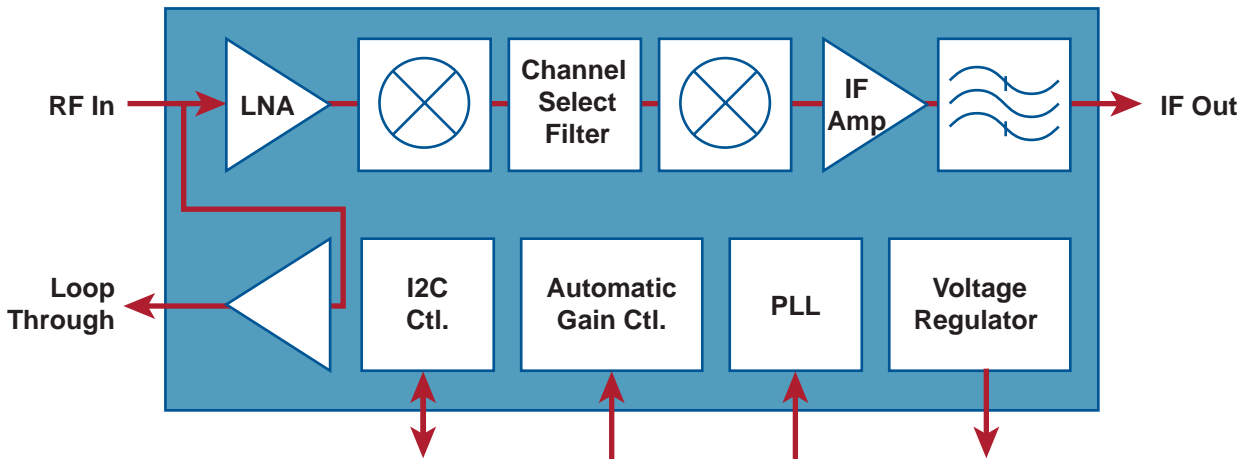 RF In
LNA
Channel
Select
Filter
IF
Amp
IF Out
Loop
Through
I2C
Ctl.
Automatic
Gain Ctl.
PLL
Voltage
Regulator